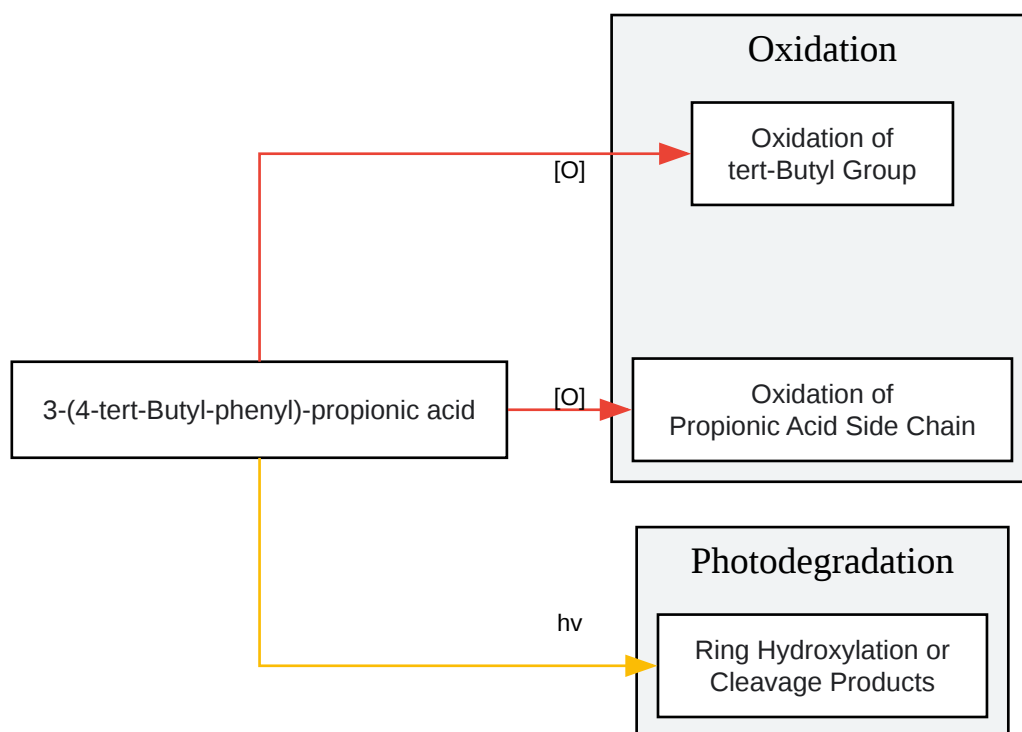 Oxidation
Oxidation of
tert-Butyl Group
[O]
3-(4-tert-Butyl-phenyl)-propionic acid
[O]
Oxidation of
Propionic Acid Side Chain
Photodegradation
hv
Ring Hydroxylation or
Cleavage Products